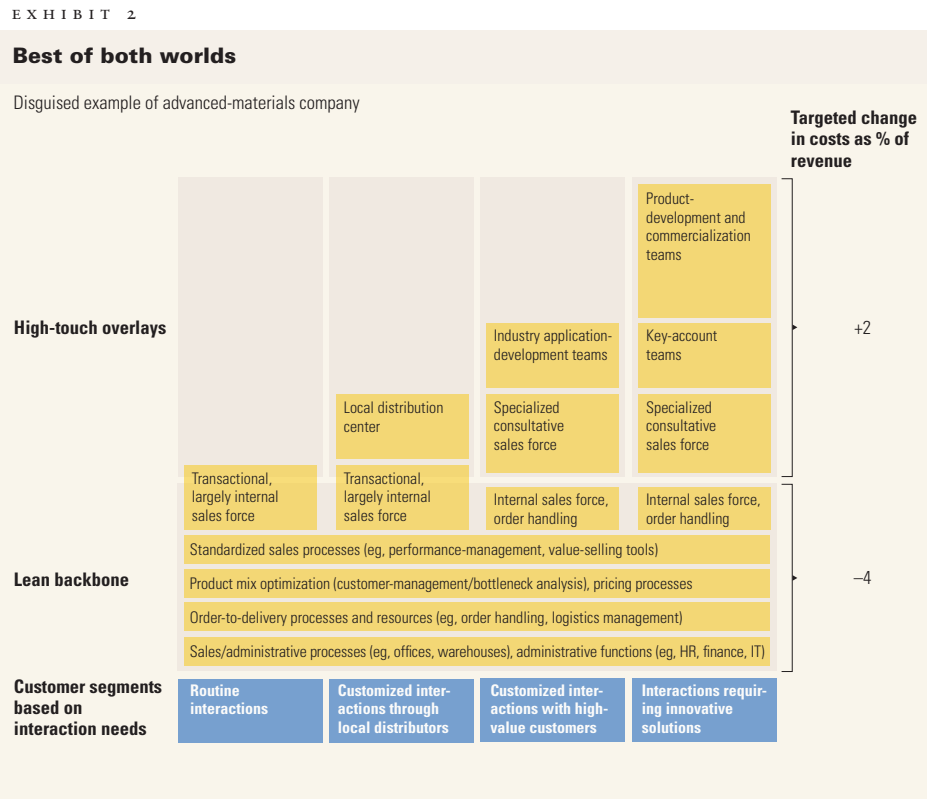 EXHIBIT 2
Best of both worlds
Disguised example of advanced-materials company
Targeted change
in costs as % of
revenue
High-touch overlays
Product-
development and
commercialization
teams
Industry application-
development teams
Key-account
teams
Local distribution
center
Specialized
consultative
sales force
Specialized
consultative
sales force
+2
Transactional,
largely internal
sales force
Transactional,
largely internal
sales force
Internal sales force,
order handling
Internal sales force,
order handling
Lean backbone
Standardized sales processes (eg, performance-management, value-selling tools)
Product mix optimization (customer-management/bottleneck analysis), pricing processes
Order-to-delivery processes and resources (eg, order handling, logistics management)
Sales/administrative processes (eg, offices, warehouses), administrative functions (eg, HR, finance, IT)
–4
Customer segments
based on
interaction needs
Routine
interactions
Customized inter-
actions through
local distributors
Customized inter-
actions with high-
value customers
Interactions requir-
ing innovative
solutions